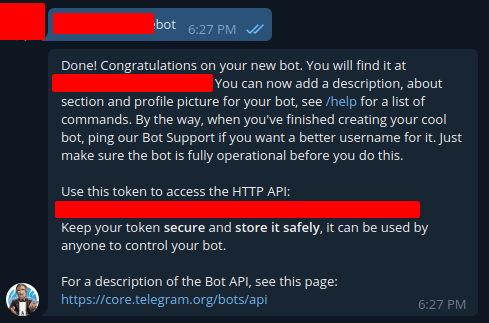 ebot
6:27 PM
Done! Congratulations on your new bot. You will find it at
You can now add a description, about
section and profile picture for your bot, see /help for a list of
commands. By the way, when you've finished creating your cool
bot, ping our Bot Support if you want a better username for it. Just
make sure the bot is fully operational before you do this.
Use this token to access the HTTP API:
Keep your token secure and store it safely, it can be used by
anyone to control your bot.
For a description of the Bot API, see this page:
https://core.telegram.org/bots/api
6:27 PM